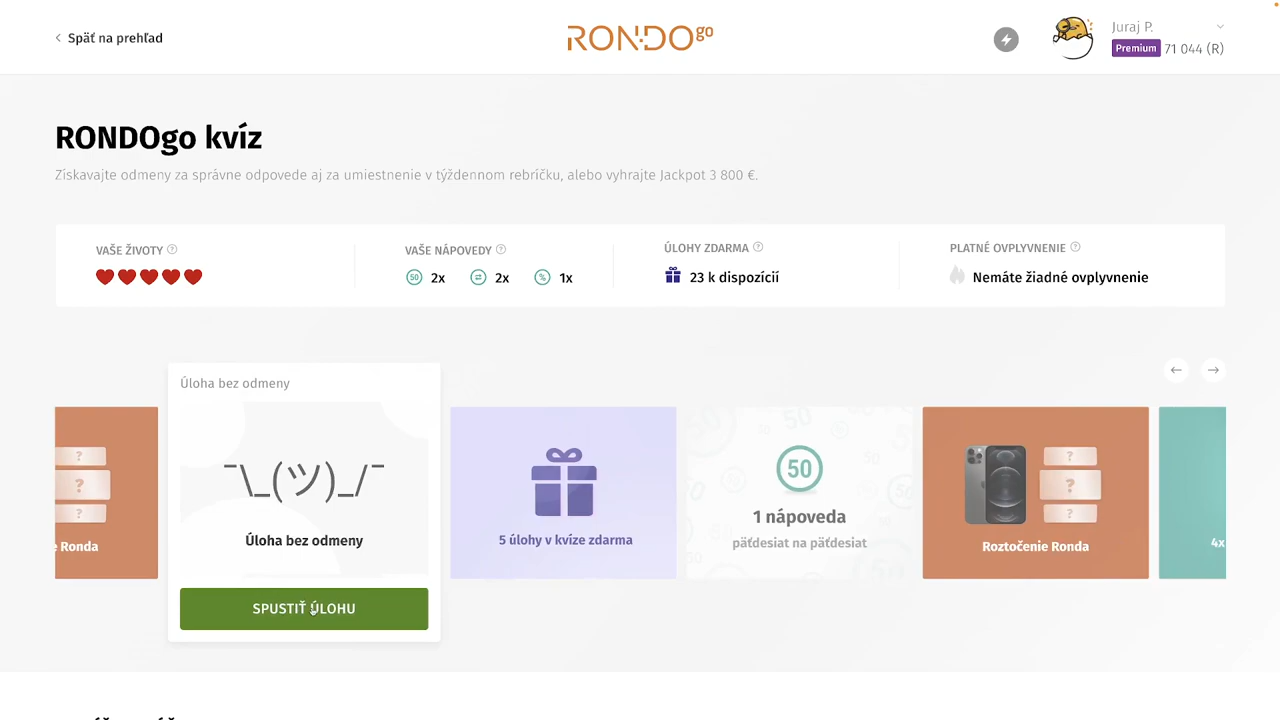 Späť na prehľad
RONDOgo
Juraj P.
Premium 71 044 (R)
RONDOgo kvíz
Získavajte odmeny za správne odpovede aj za umiestnenie v týždennom rebríčku, alebo vyhrajte Jackpot 3 800 €.
VAŠE ŽIVOTY ?
VAŠE NÁPOVEDY ?
50 2x 2x % 1x
ÚLOHY ZDARMA ?
23 k dispozícií
PLATNÉ OVPLYVNENIE ?
Nemáte žiadné ovplyvnenie
? 
?
?
e Ronda
Úloha bez odmeny
¯\_(ツ)_/¯
Úloha bez odmeny
SPUSTIŤ ÚLOHU
5 úlohy v kvíze zdarma
50
1 nápoveda
päťdesiat na päťdesiat
?
?
?
Roztočenie Ronda
4x